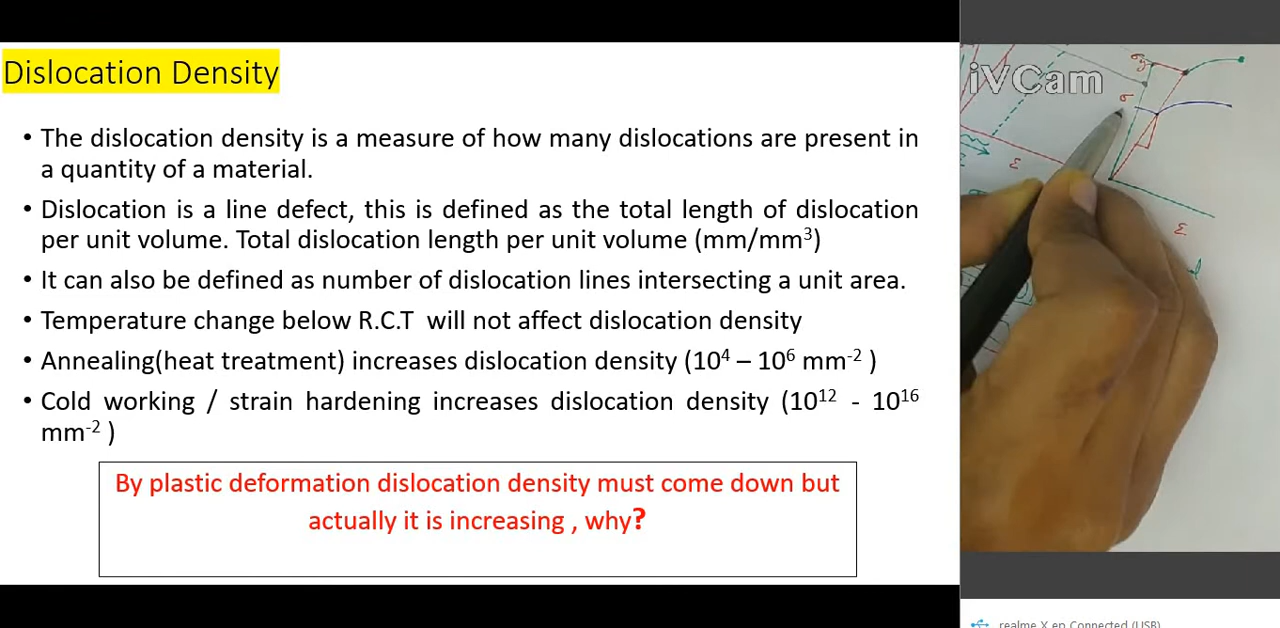 Dislocation Density
• The dislocation density is a measure of how many dislocations are present in
a quantity of a material.
• Dislocation is a line defect, this is defined as the total length of dislocation
per unit volume. Total dislocation length per unit volume (mm/mm³)
• It can also be defined as number of dislocation lines intersecting a unit area.
• Temperature change below R.C.T will not affect dislocation density
• Annealing(heat treatment) increases dislocation density (10⁴ – 10⁶ mm⁻² )
• Cold working / strain hardening increases dislocation density (10¹² - 10¹⁶
mm⁻² )
By plastic deformation dislocation density must come down but
actually it is increasing , why?
iVCam
σy
σ
ε
ε
realme X en Connected (USB)